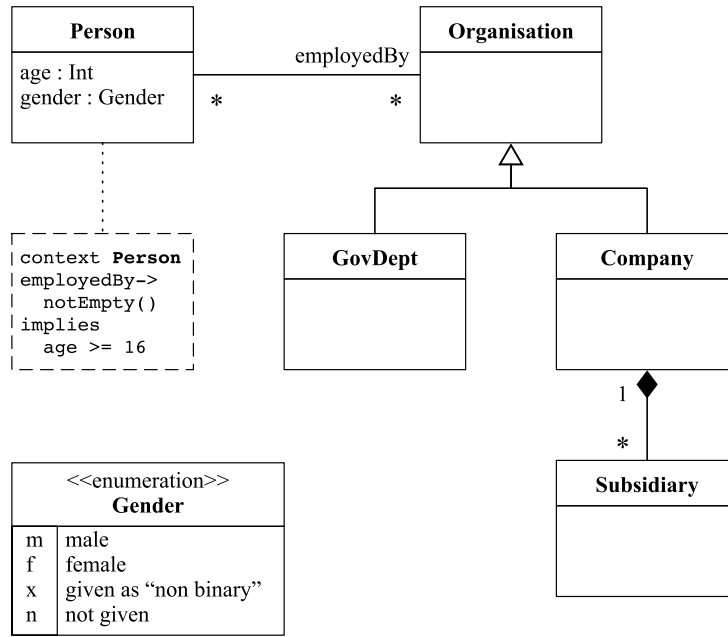 Person
age : Int
gender : Gender
employedBy
*
*
Organisation
context Person
employedBy->
notEmpty()
implies
age >= 16
GovDept
Company
1
*
Subsidiary
<<enumeration>>
Gender
m male
f female
x given as “non binary”
n not given